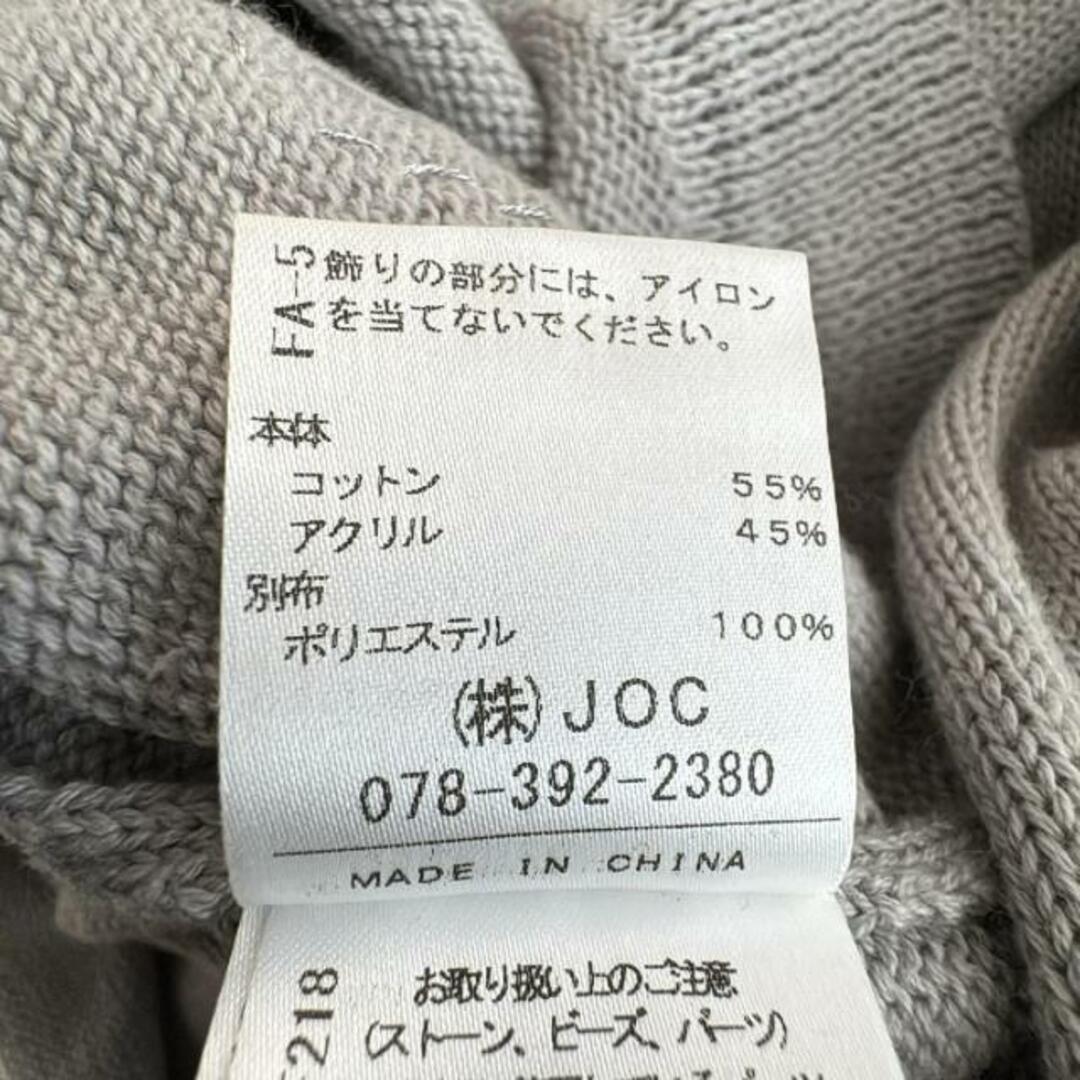 FA-5
飾りの部分には、アイロン
を当てないでください。
本体
コットン 55%
アクリル 45%
別布
ポリエステル 100%
(株)JOC
078-392-2380
MADE IN CHINA
218
お取り扱い上のご注意
(ストーン、ビーズ、パーツ)